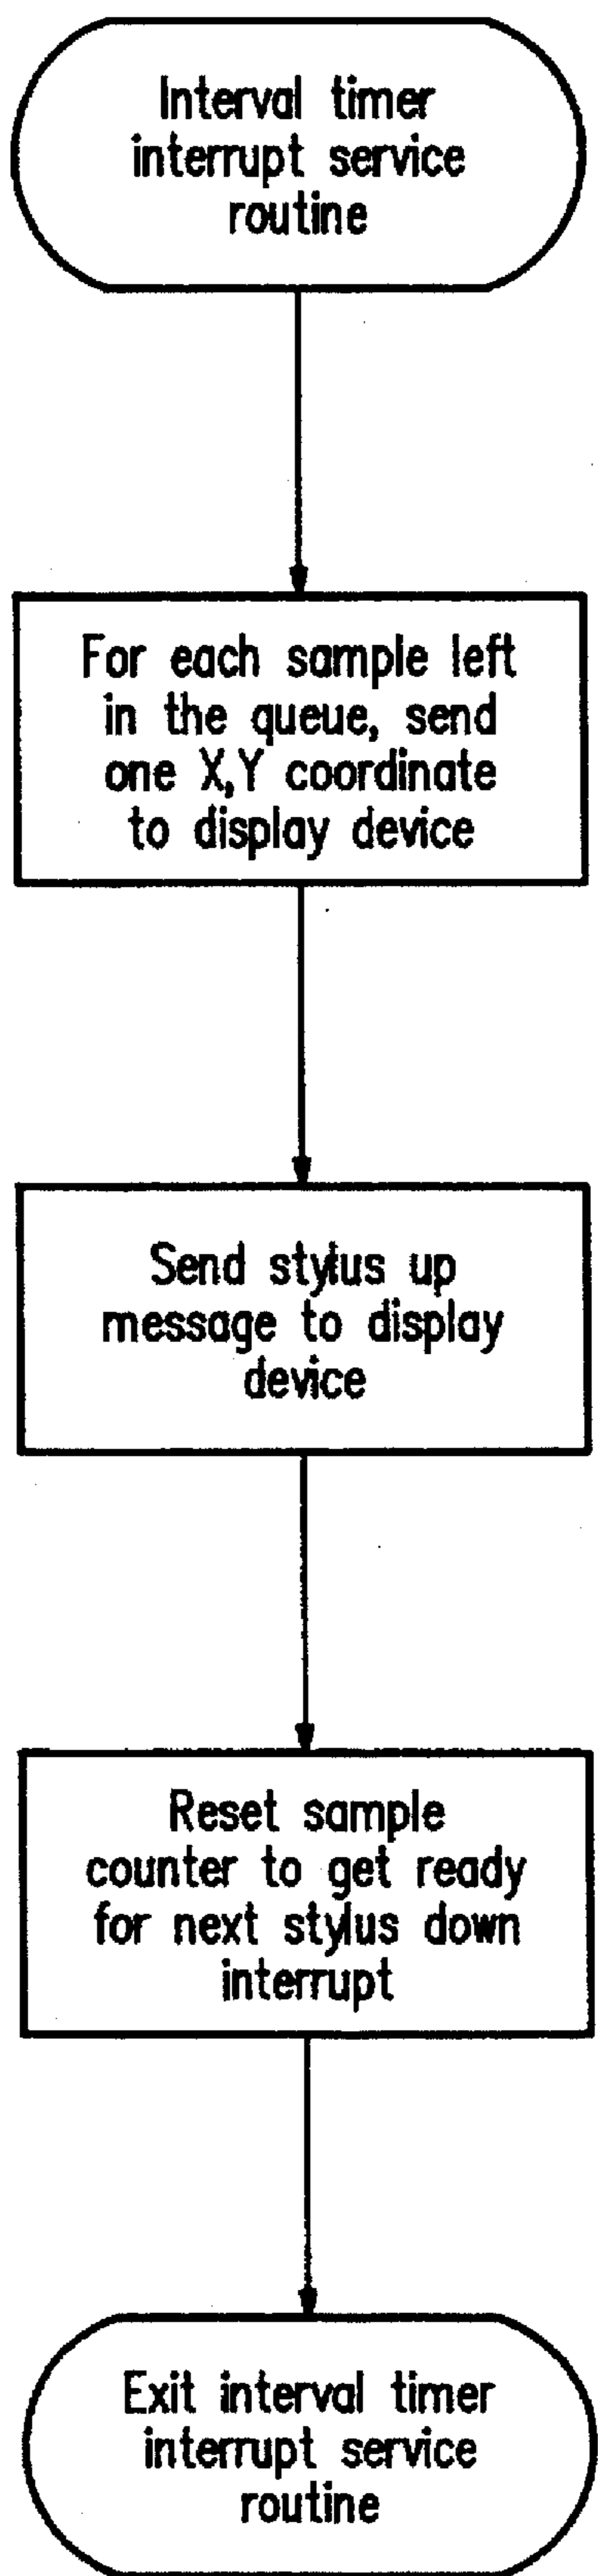 Interval timer
interrupt service
routine
For each sample left
in the queue, send
one X,Y coordinate
to display device
Send stylus up
message to display
device
Reset sample
counter to get ready
for next stylus down
interrupt
Exit interval timer
interrupt service
routine